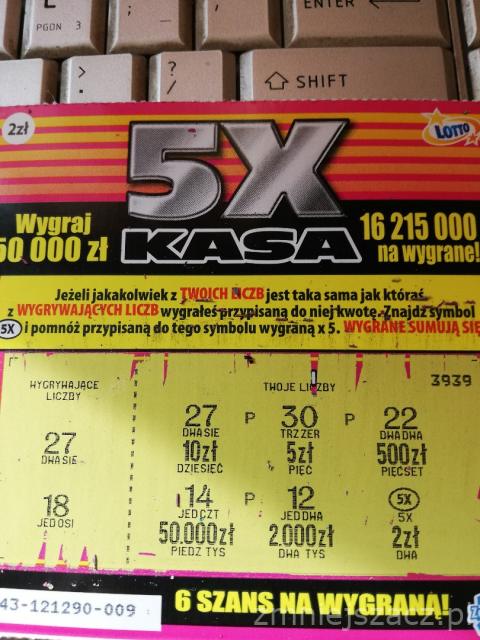 PGDN 3
ENTER
>
.
?
/
SHIFT
2zł
LOTTO
5X
KASA
Wygraj
50 000 zł
16 215 000
na wygrane!
Jeżeli jakakolwiek z TWOICH LICZB jest taka sama jak któraś
z WYGRYWAJĄCYCH LICZB wygrałeś przypisaną do niej kwotę. Znajdź symbol
5X i pomnóż przypisaną do tego symbolu wygraną x 5. WYGRANE SUMUJĄ SIĘ
WYGRYWAJĄCE
LICZBY
TWOJE LICZBY
3939
27
DWASIE
18
JEDOSI
27 P 30 P 22
DWASIE TRZZER DWADWA
10zł 5zł 500zł
DZIESIĘĆ PIĘĆ PIĘĆSET
14 P 12 5X
JEDCZT JEDDWA 5X
50.000zł 2.000zł 2zł
PIEDZ TYS DWA TYS DWA
43-121290-009
6 SZANS NA WYGRANĄ!
zmniejszacz.pl